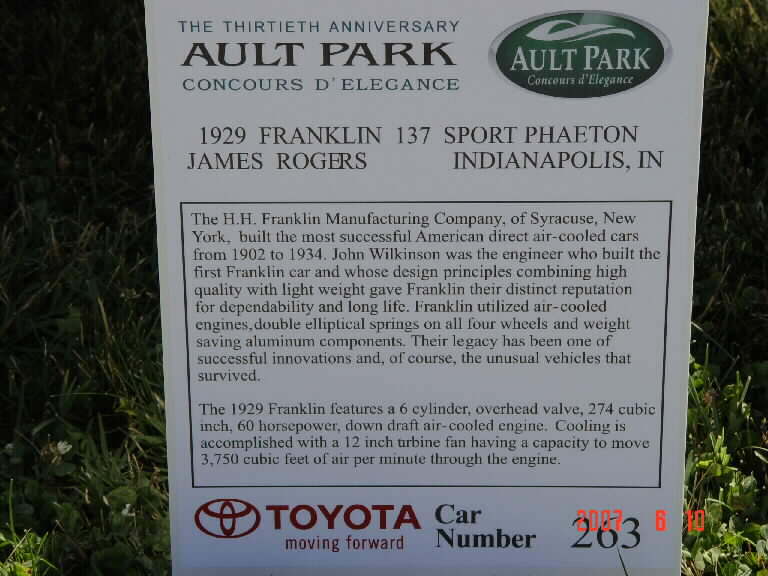 THE THIRTIETH ANNIVERSARY
AULT PARK
CONCOURS D'ELEGANCE
AULT PARK
Concours d'Elegance
1929 FRANKLIN 137 SPORT PHAETON
JAMES ROGERS INDIANAPOLIS, IN
The H.H. Franklin Manufacturing Company, of Syracuse, New
York, built the most successful American direct air-cooled cars
from 1902 to 1934. John Wilkinson was the engineer who built the
first Franklin car and whose design principles combining high
quality with light weight gave Franklin their distinct reputation
for dependability and long life. Franklin utilized air-cooled
engines, double elliptical springs on all four wheels and weight
saving aluminum components. Their legacy has been one of
successful innovations and, of course, the unusual vehicles that
survived.
The 1929 Franklin features a 6 cylinder, overhead valve, 274 cubic
inch, 60 horsepower, down draft air-cooled engine. Cooling is
accomplished with a 12 inch turbine fan having a capacity to move
3,750 cubic feet of air per minute through the engine.
TOYOTA
moving forward
Car
Number
263
2007 6 10